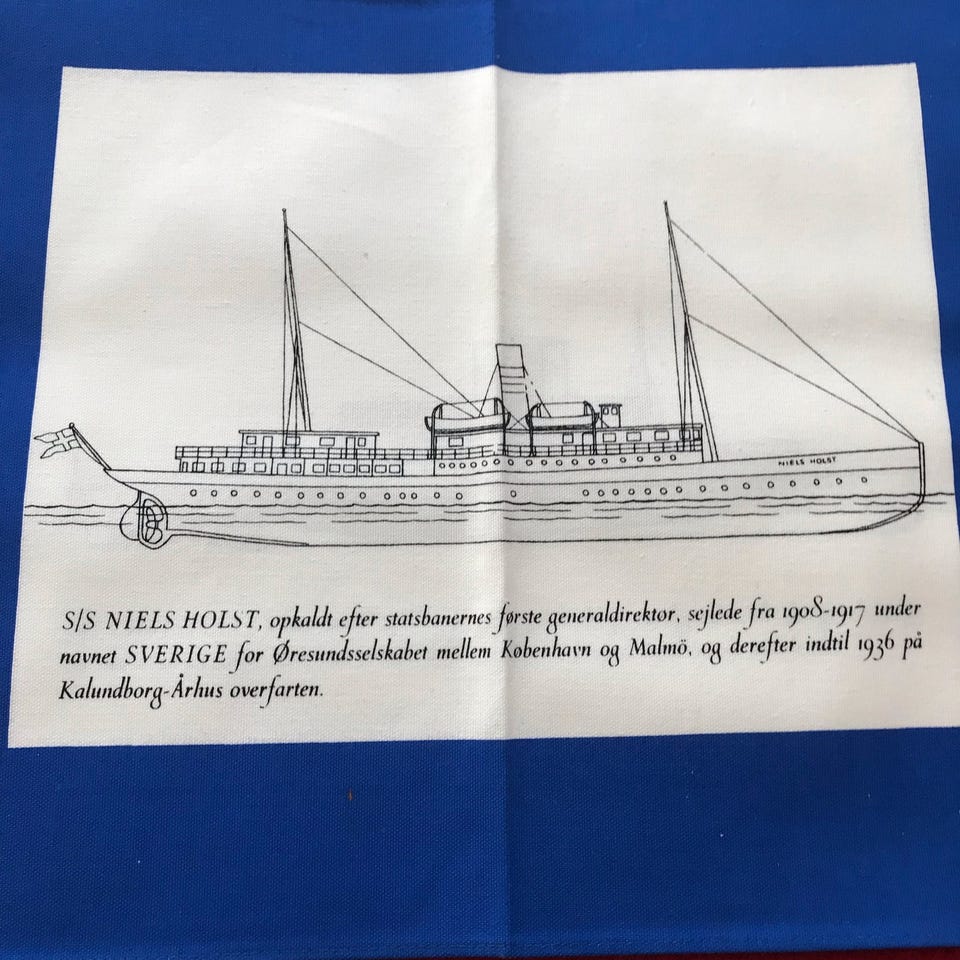 NIELS HOLST
S/S NIELS HOLST, opkaldt efter statsbanernes første generaldirektør, sejlede fra 1908-1917 under
navnet SVERIGE for Øresundsselskabet mellem København og Malmö, og derefter indtil 1936 på
Kalundborg-Århus overfarten.